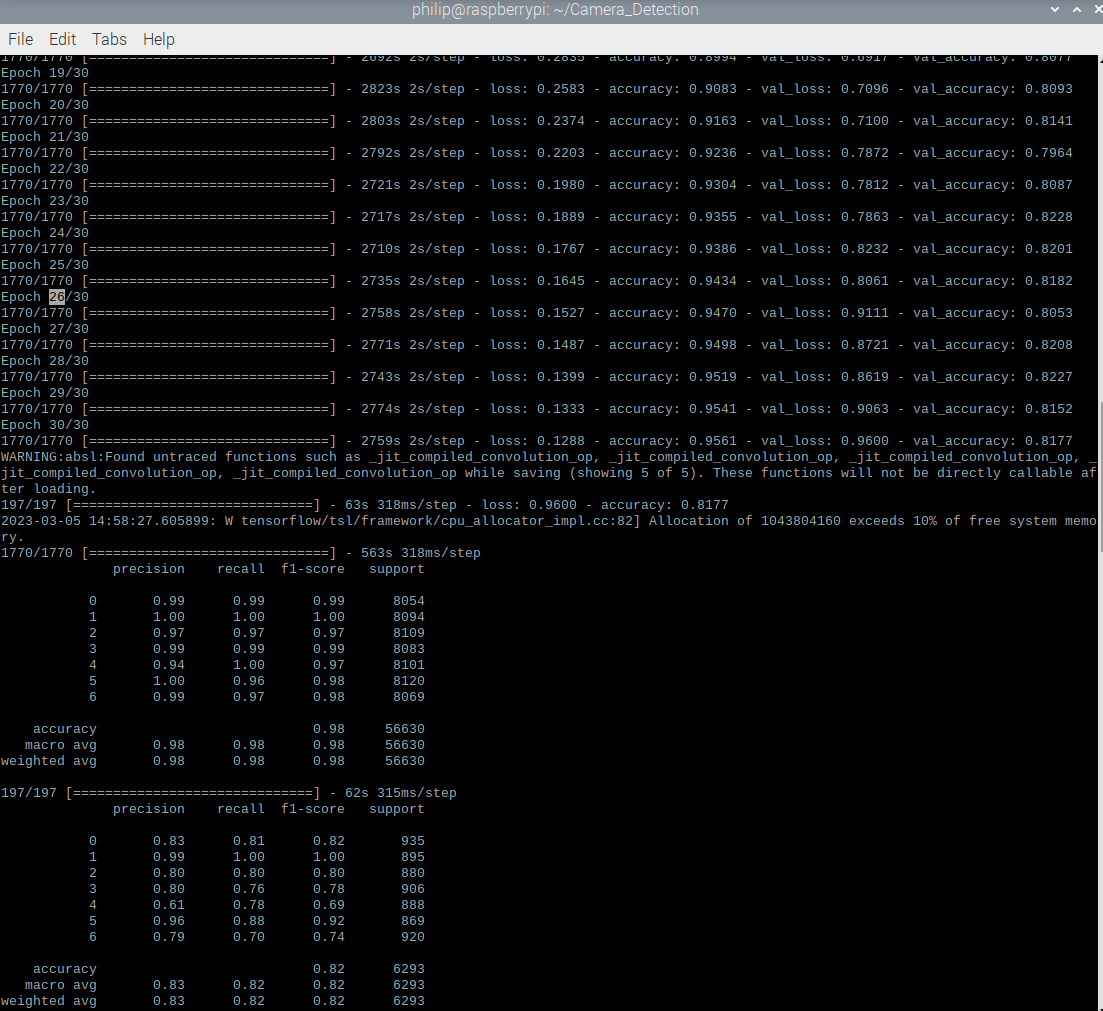 philip@raspberrypi: ~/Camera_Detection
File Edit Tabs Help
1770/1770 [==============================] - 2692s 2s/step - loss: 0.2835 - accuracy: 0.8994 - val_loss: 0.6917 - val_accuracy: 0.8077
Epoch 19/30
1770/1770 [==============================] - 2823s 2s/step - loss: 0.2583 - accuracy: 0.9083 - val_loss: 0.7096 - val_accuracy: 0.8093
Epoch 20/30
1770/1770 [==============================] - 2803s 2s/step - loss: 0.2374 - accuracy: 0.9163 - val_loss: 0.7100 - val_accuracy: 0.8141
Epoch 21/30
1770/1770 [==============================] - 2792s 2s/step - loss: 0.2203 - accuracy: 0.9236 - val_loss: 0.7872 - val_accuracy: 0.7964
Epoch 22/30
1770/1770 [==============================] - 2721s 2s/step - loss: 0.1980 - accuracy: 0.9304 - val_loss: 0.7812 - val_accuracy: 0.8087
Epoch 23/30
1770/1770 [==============================] - 2717s 2s/step - loss: 0.1889 - accuracy: 0.9355 - val_loss: 0.7863 - val_accuracy: 0.8228
Epoch 24/30
1770/1770 [==============================] - 2710s 2s/step - loss: 0.1767 - accuracy: 0.9386 - val_loss: 0.8232 - val_accuracy: 0.8201
Epoch 25/30
1770/1770 [==============================] - 2735s 2s/step - loss: 0.1645 - accuracy: 0.9434 - val_loss: 0.8061 - val_accuracy: 0.8182
Epoch 26/30
1770/1770 [==============================] - 2758s 2s/step - loss: 0.1527 - accuracy: 0.9470 - val_loss: 0.9111 - val_accuracy: 0.8053
Epoch 27/30
1770/1770 [==============================] - 2771s 2s/step - loss: 0.1487 - accuracy: 0.9498 - val_loss: 0.8721 - val_accuracy: 0.8208
Epoch 28/30
1770/1770 [==============================] - 2743s 2s/step - loss: 0.1399 - accuracy: 0.9519 - val_loss: 0.8619 - val_accuracy: 0.8227
Epoch 29/30
1770/1770 [==============================] - 2774s 2s/step - loss: 0.1333 - accuracy: 0.9541 - val_loss: 0.9063 - val_accuracy: 0.8152
Epoch 30/30
1770/1770 [==============================] - 2759s 2s/step - loss: 0.1288 - accuracy: 0.9561 - val_loss: 0.9600 - val_accuracy: 0.8177
WARNING:absl:Found untraced functions such as _jit_compiled_convolution_op, _jit_compiled_convolution_op, _jit_compiled_convolution_op, _
jit_compiled_convolution_op, _jit_compiled_convolution_op while saving (showing 5 of 5). These functions will not be directly callable af
ter loading.
197/197 [==============================] - 63s 318ms/step - loss: 0.9600 - accuracy: 0.8177
2023-03-05 14:58:27.605899: W tensorflow/tsl/framework/cpu_allocator_impl.cc:82] Allocation of 1043804160 exceeds 10% of free system memo
ry.
1770/1770 [==============================] - 563s 318ms/step
precision recall f1-score support
0 0.99 0.99 0.99 8054
1 1.00 1.00 1.00 8094
2 0.97 0.97 0.97 8109
3 0.99 0.99 0.99 8083
4 0.94 1.00 0.97 8101
5 1.00 0.96 0.98 8120
6 0.99 0.97 0.98 8069
accuracy 0.98 56630
macro avg 0.98 0.98 0.98 56630
weighted avg 0.98 0.98 0.98 56630
197/197 [==============================] - 62s 315ms/step
precision recall f1-score support
0 0.83 0.81 0.82 935
1 0.99 1.00 1.00 895
2 0.80 0.80 0.80 880
3 0.80 0.76 0.78 906
4 0.61 0.78 0.69 888
5 0.96 0.88 0.92 869
6 0.79 0.70 0.74 920
accuracy 0.82 6293
macro avg 0.83 0.82 0.82 6293
weighted avg 0.83 0.82 0.82 6293